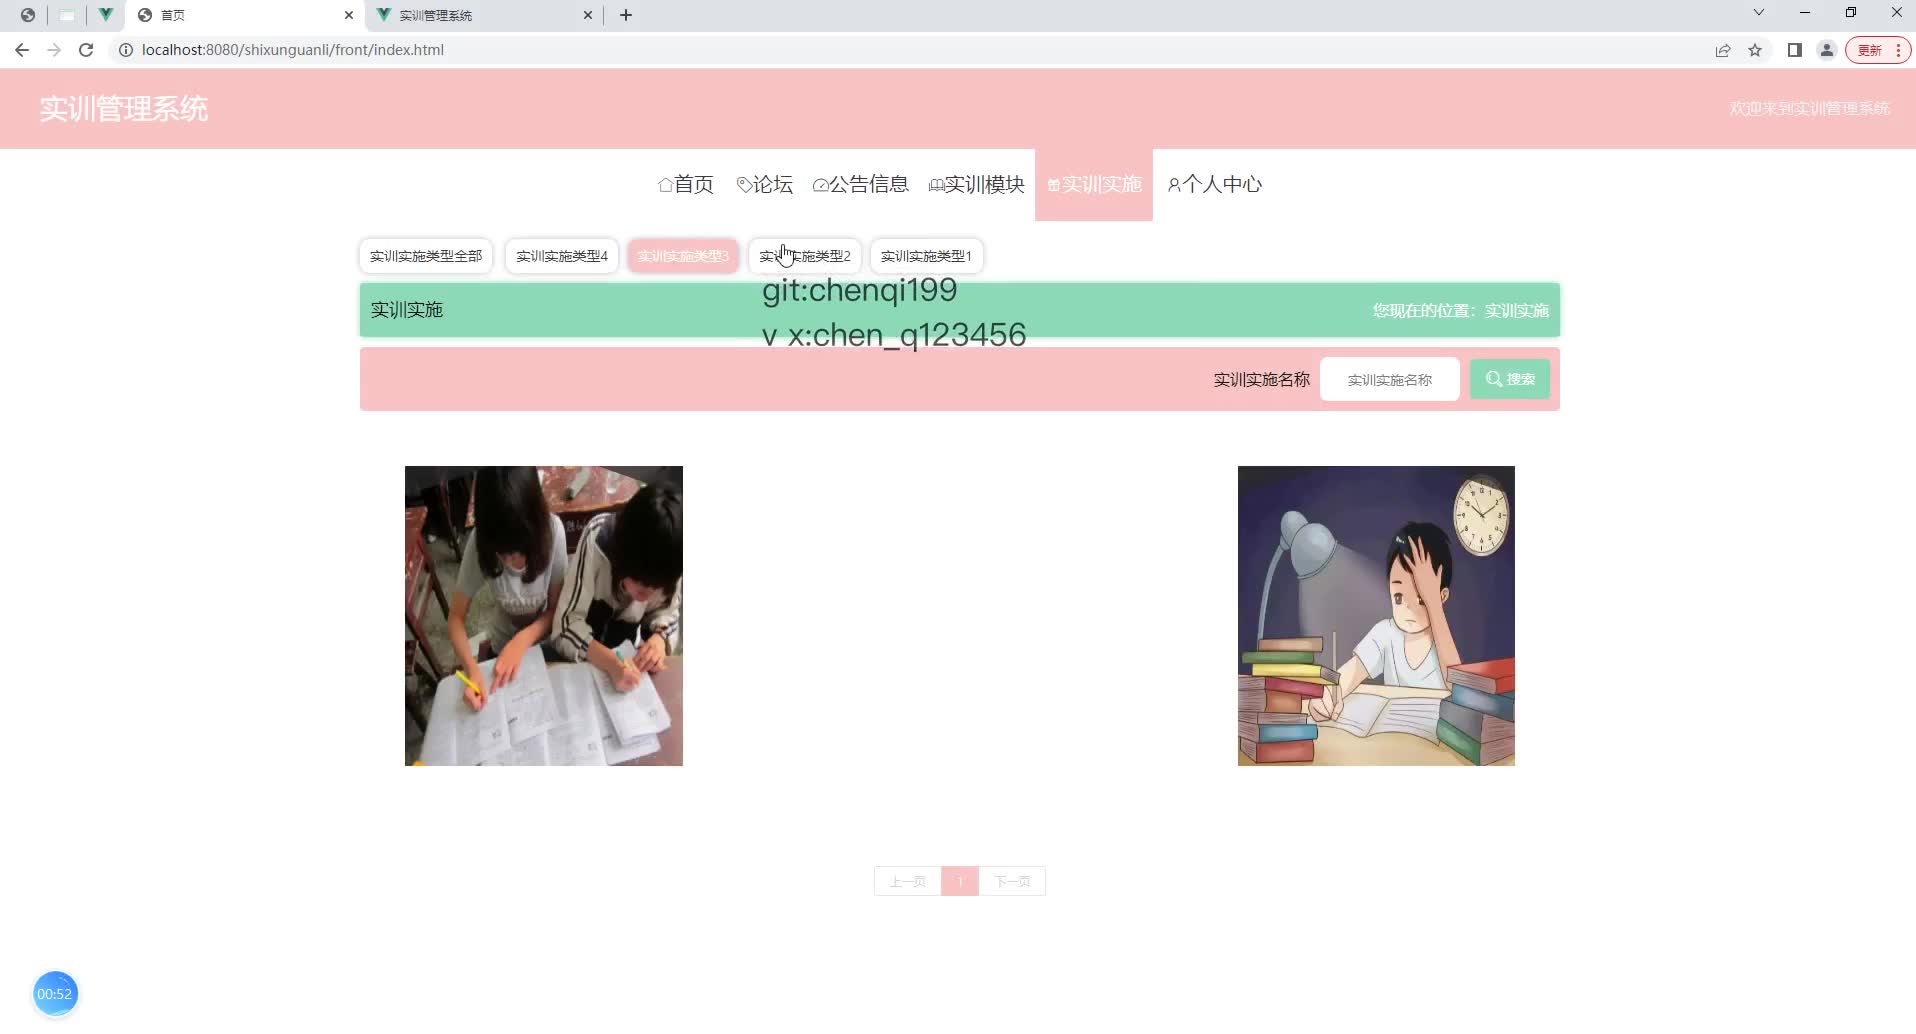 首页
实训管理系统
localhost:8080/shixunguanli/front/index.html
更新
实训管理系统
欢迎来到实训管理系统
首页
论坛
公告信息
实训模块
实训实施
个人中心
实训实施类型全部
实训实施类型4
实训实施类型3
实训实施类型2
实训实施类型1
git:chenqi199
v x:chen_q123456
实训实施
您现在的位置：实训实施
实训实施名称
实训实施名称
搜索
上一页
1
下一页
00:52